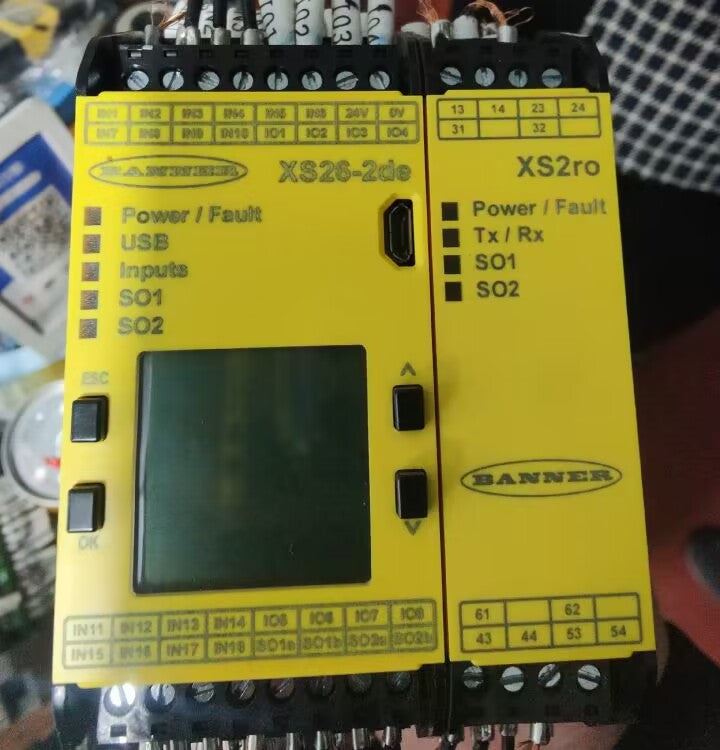 IN1 IN2 IN3 IN4 IN5 IN6 24V 0V
IN7 IN8 IN9 IN10 IO1 IO2 IO3 IO4
BANNER
XS26-2de
Power / Fault
USB
Inputs
SO1
SO2
ESC
OK
IN11 IN12 IN13 IN14 IO5 IO6 IO7 IO8
IN15 IN16 IN17 IN18 SO1a SO1b SO2a SO2b
13 14 23 24
31 32
XS2ro
Power / Fault
Tx / Rx
SO1
SO2
BANNER
61 62
43 44 53 54